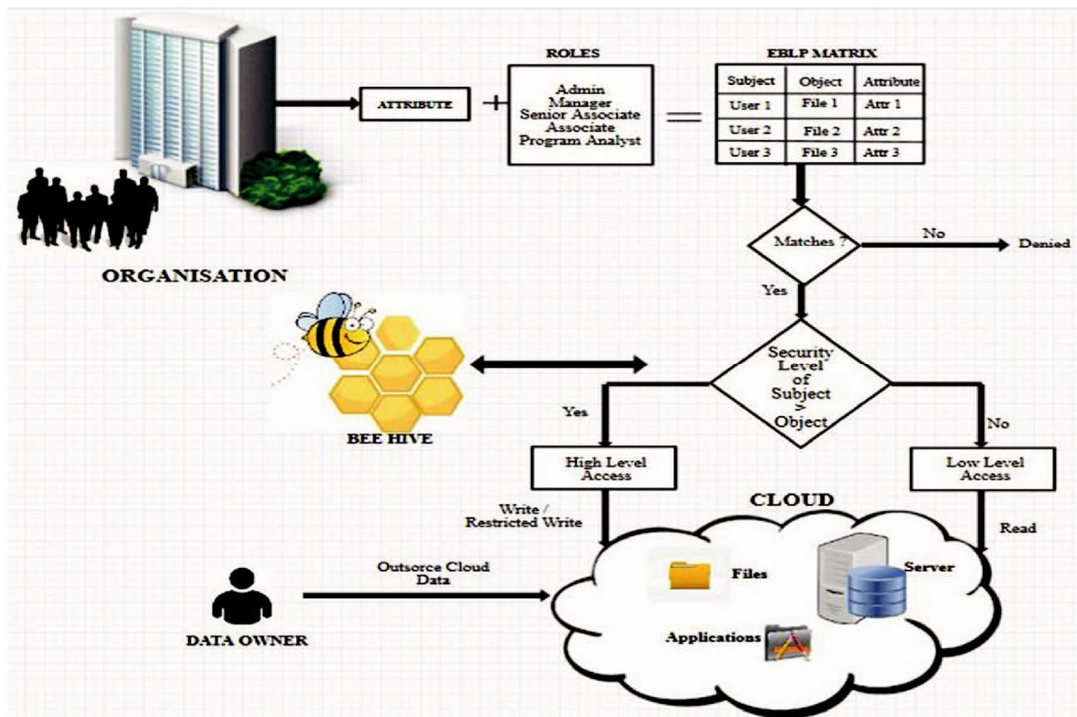 ROLES
EBLP MATRIX
ATTRIBUTE
+
Admin
Manager
Senior Associate
Associate
Program Analyst
=
Subject Object Attribute
User 1 File 1 Attr 1
User 2 File 2 Attr 2
User 3 File 3 Attr 3
ORGANISATION
Matches ?
No
Denied
Yes
BEE HIVE
Security
Level
of
Subject
>
Object
Yes
No
High Level
Access
Low Level
Access
CLOUD
Write /
Restricted Write
Read
Files
Server
Applications
Outsorce Cloud
Data
DATA OWNER